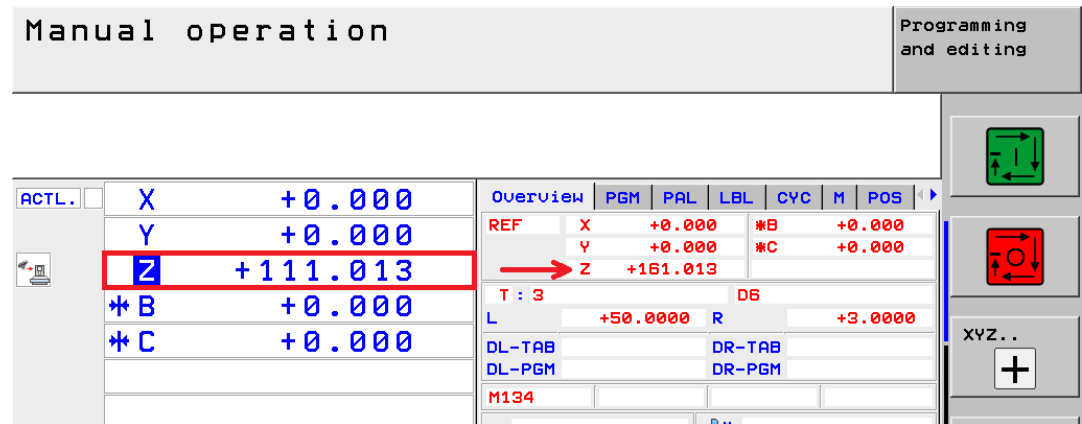 Manual operation
Programming
and editing
ACTL.
X +0.000
Y +0.000
Z +111.013
B +0.000
C +0.000
Overview PGM PAL LBL CYC M POS
REF X +0.000 *B +0.000
Y +0.000 *C +0.000
Z +161.013
T : 3 D6
L +50.0000 R +3.0000
DL-TAB DR-TAB
DL-PGM DR-PGM
M134
XYZ..